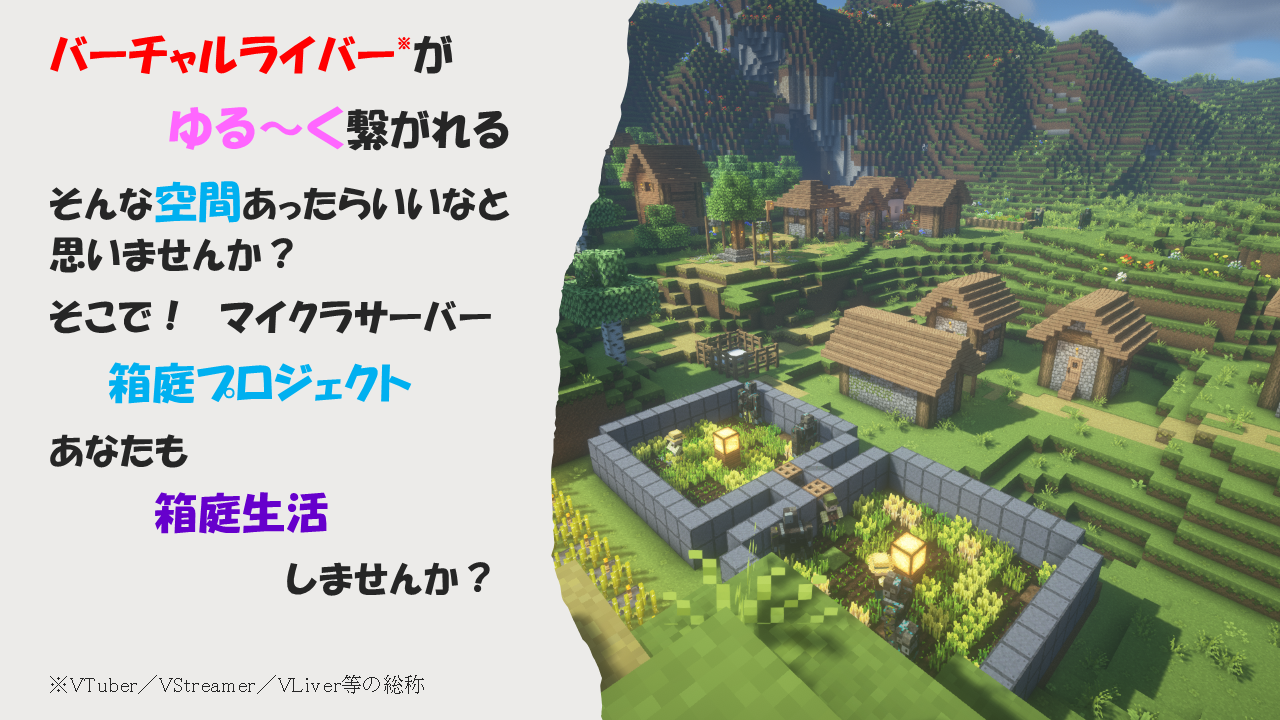 バーチャルライバー※が
ゆる～く繋がれる
そんな空間あったらいいなと
思いませんか？
そこで！　マイクラサーバー
箱庭プロジェクト
あなたも
箱庭生活
しませんか？
※VTuber／VStreamer／VLiver等の総称